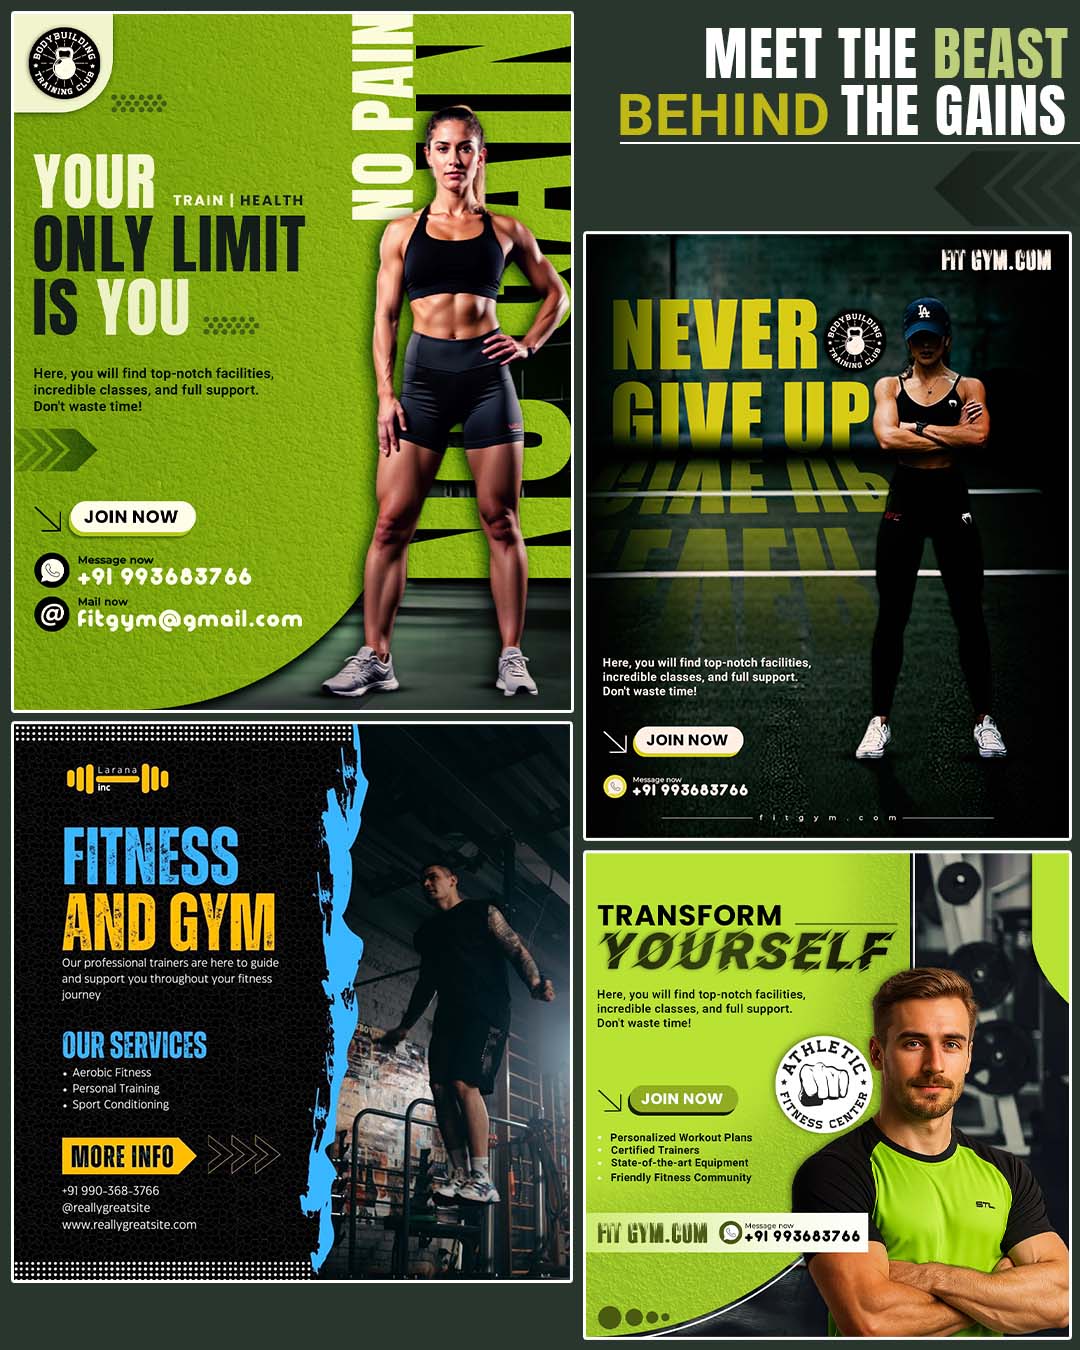 MEET THE BEAST
BEHIND THE GAINS
BODYBUILDING
TRAINING CLUB
NO PAIN
NO GAIN
YOUR
TRAIN | HEALTH
ONLY LIMIT
IS YOU
Here, you will find top-notch facilities,
incredible classes, and full support.
Don't waste time!
JOIN NOW
Message now
+91 993683766
Mail now
fitgym@gmail.com
FIT GYM.COM
NEVER
BODYBUILDING
TRAINING CLUB
GIVE UP
GIVE UP
NEVER
LA
Here, you will find top-notch facilities,
incredible classes, and full support.
Don't waste time!
JOIN NOW
Message now
+91 993683766
fitgym.com
Larana
inc
FITNESS
AND GYM
Our professional trainers are here to guide
and support you throughout your fitness
journey
OUR SERVICES
• Aerobic Fitness
• Personal Training
• Sport Conditioning
MORE INFO
+91 990-368-3766
@reallygreatsite
www.reallygreatsite.com
TRANSFORM
YOURSELF
Here, you will find top-notch facilities,
incredible classes, and full support.
Don't waste time!
ATHLETIC
FITNESS CENTER
JOIN NOW
• Personalized Workout Plans
• Certified Trainers
• State-of-the-art Equipment
• Friendly Fitness Community
STL
FIT GYM.COM
Message now
+91 993683766